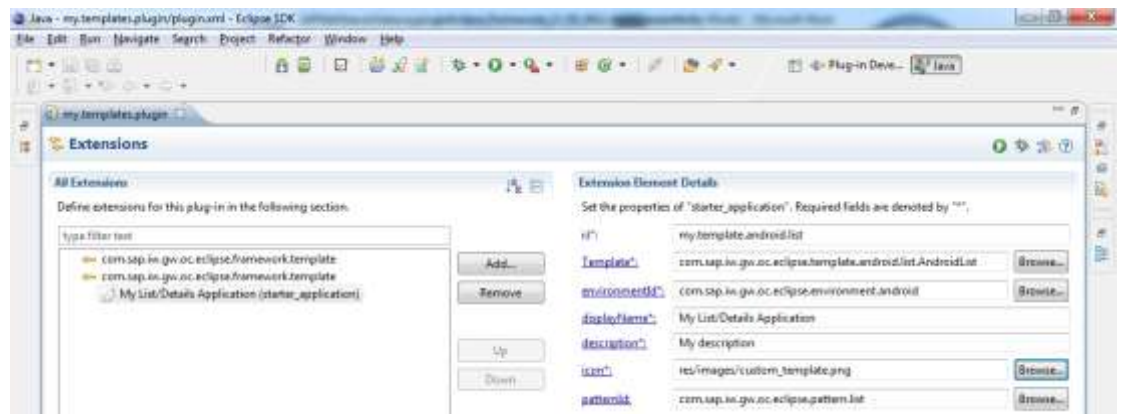 Java - my.templates.plugin/plugin.xml - Eclipse SDK
File Edit Run Navigate Search Project Refactor Window Help
Plug-in Deve... Java
my.templates.plugin
Extensions
All Extensions
Define extensions for this plug-in in the following section.
type filter text
com.sap.iw.gw.oc.eclipse.framework.template
com.sap.iw.gw.oc.eclipse.framework.template
My List/Details Application (starter_application)
Add...
Remove
Up
Down
Extension Element Details
Set the properties of "starter_application". Required fields are denoted by "*".
id*: my.template.android.list
Template*: com.sap.iw.gw.oc.eclipse.template.android.list.AndroidList Browse...
environmentId*: com.sap.iw.gw.oc.eclipse.environment.android Browse...
displayName*: My List/Details Application
description*: My description
icon*: res/images/custom_template.png Browse...
patternId: com.sap.iw.gw.oc.eclipse.pattern.list Browse...